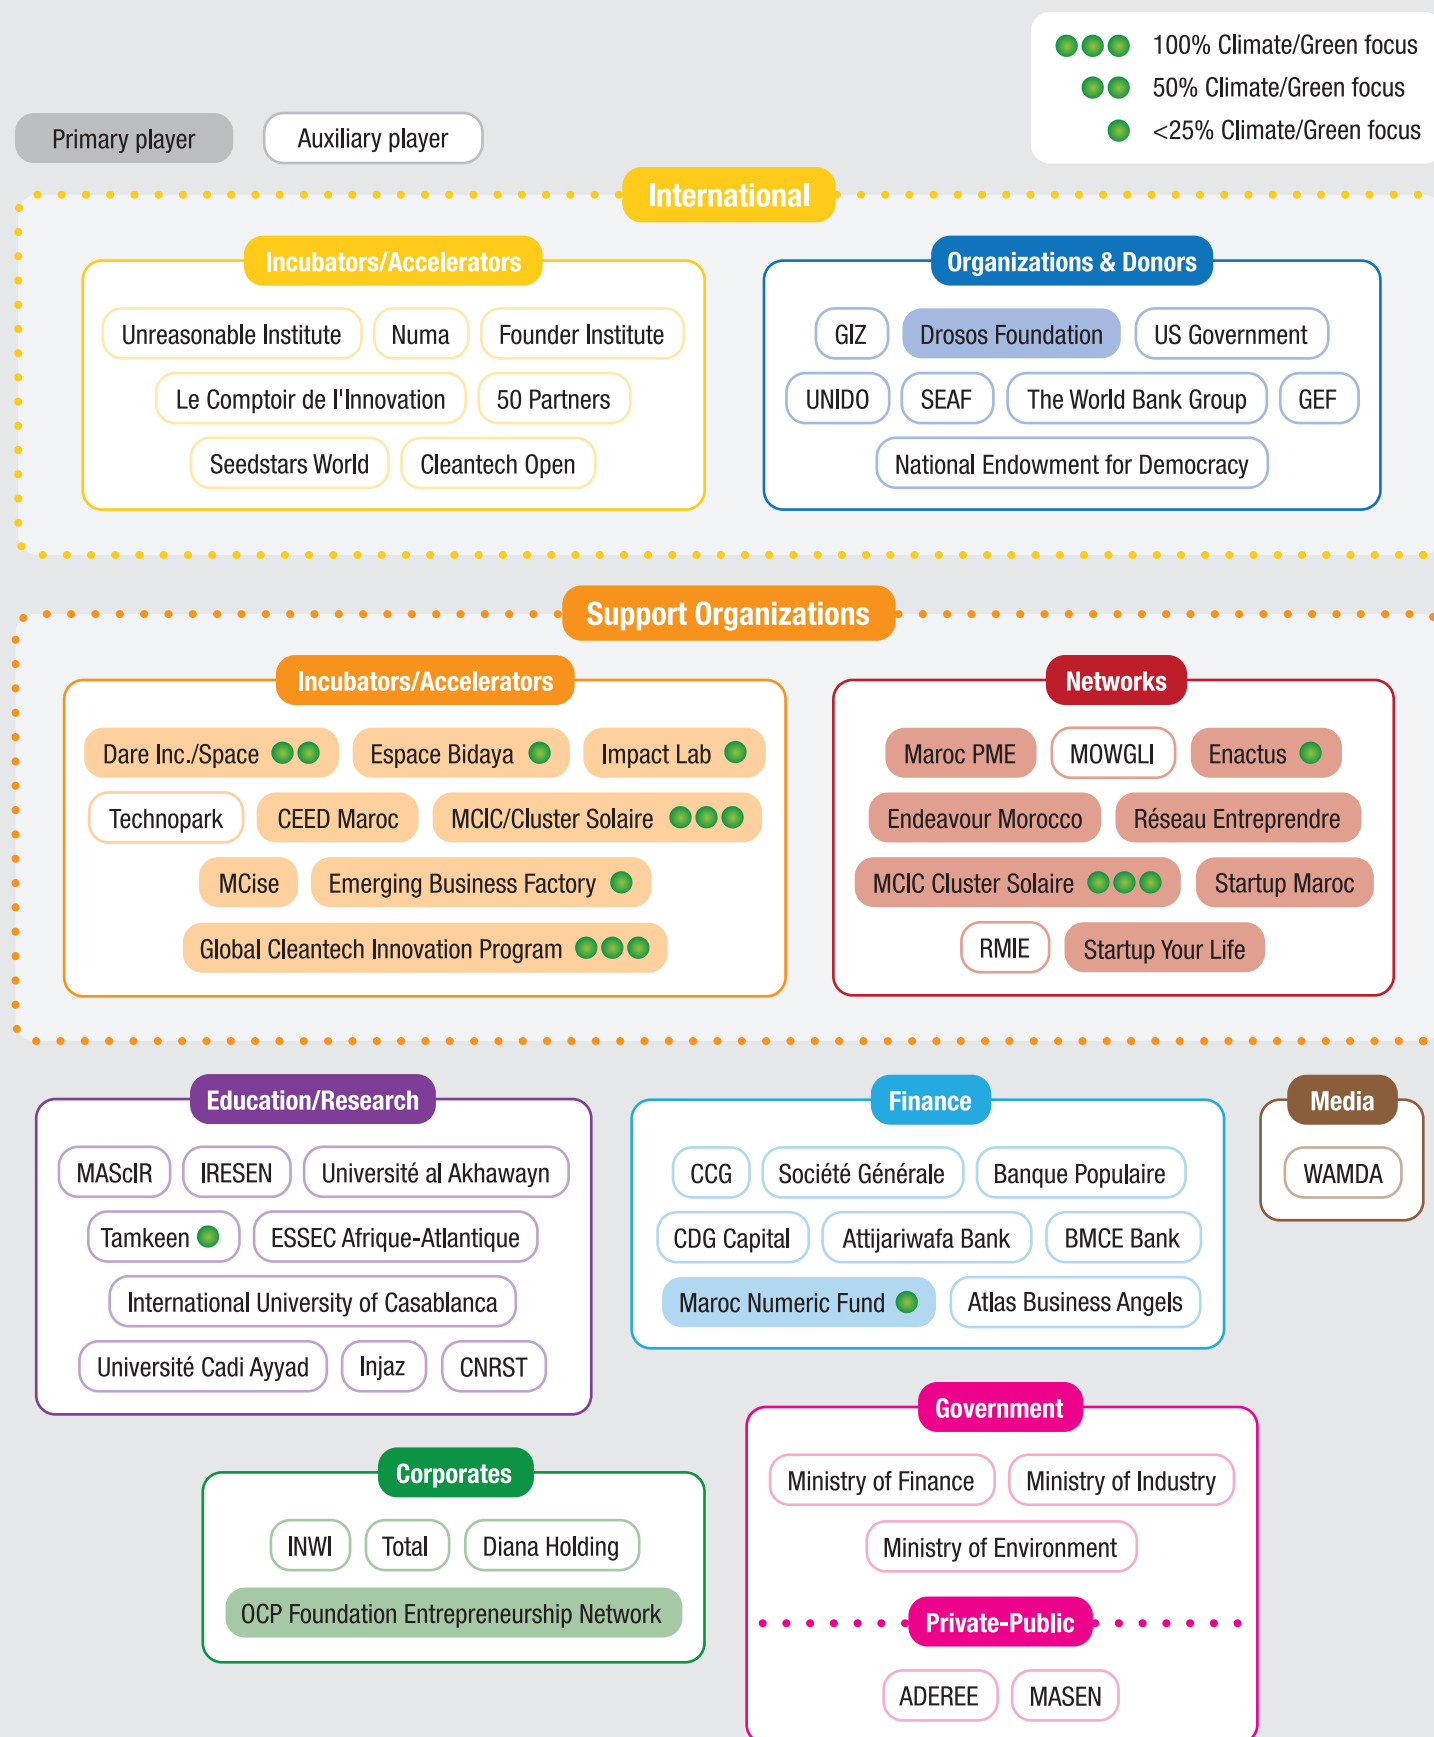 100% Climate/Green focus
50% Climate/Green focus
<25% Climate/Green focus
Primary player
Auxiliary player
International
Incubators/Accelerators
Unreasonable Institute
Numa
Founder Institute
Le Comptoir de l'Innovation
50 Partners
Seedstars World
Cleantech Open
Organizations & Donors
GIZ
Drosos Foundation
US Government
UNIDO
SEAF
The World Bank Group
GEF
National Endowment for Democracy
Support Organizations
Incubators/Accelerators
Dare Inc./Space
Espace Bidaya
Impact Lab
Technopark
CEED Maroc
MCIC/Cluster Solaire
MCise
Emerging Business Factory
Global Cleantech Innovation Program
Networks
Maroc PME
MOWGLI
Enactus
Endeavour Morocco
Réseau Entreprendre
MCIC Cluster Solaire
Startup Maroc
RMIE
Startup Your Life
Education/Research
MAScIR
IRESEN
Université al Akhawayn
Tamkeen
ESSEC Afrique-Atlantique
International University of Casablanca
Université Cadi Ayyad
Injaz
CNRST
Finance
CCG
Société Générale
Banque Populaire
CDG Capital
Attijariwafa Bank
BMCE Bank
Maroc Numeric Fund
Atlas Business Angels
Media
WAMDA
Corporates
INWI
Total
Diana Holding
OCP Foundation Entrepreneurship Network
Government
Ministry of Finance
Ministry of Industry
Ministry of Environment
Private-Public
ADEREE
MASEN